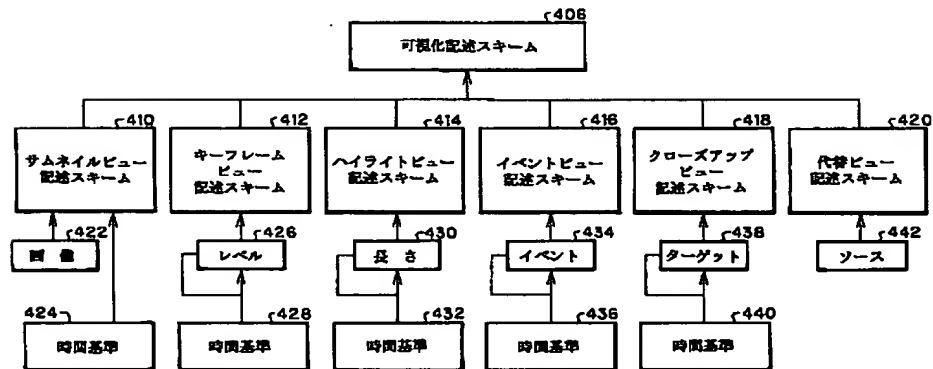 406
可視化記述スキーム
410
412
414
416
418
420
サムネイルビュー
記述スキーム
キーフレーム
ビュー
記述スキーム
ハイライトビュー
記述スキーム
イベントビュー
記述スキーム
クローズアップ
ビュー
記述スキーム
代替ビュー
記述スキーム
422
426
430
434
438
442
画像
レベル
長さ
イベント
ターゲット
ソース
424
428
432
436
440
時間基準
時間基準
時間基準
時間基準
時間基準